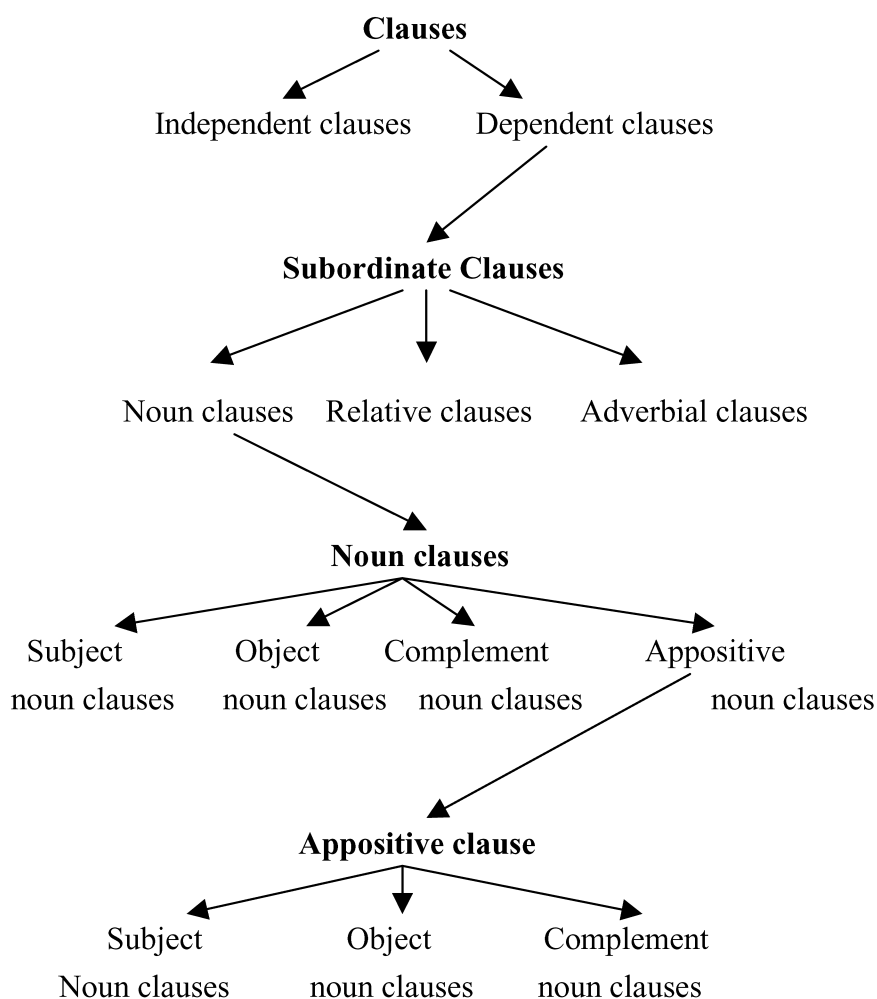 Clauses
Independent clauses Dependent clauses
Subordinate Clauses
Noun clauses Relative clauses Adverbial clauses
Noun clauses
Subject Object Complement Appositive
noun clauses noun clauses noun clauses noun clauses
Appositive clause
Subject Object Complement
Noun clauses noun clauses noun clauses